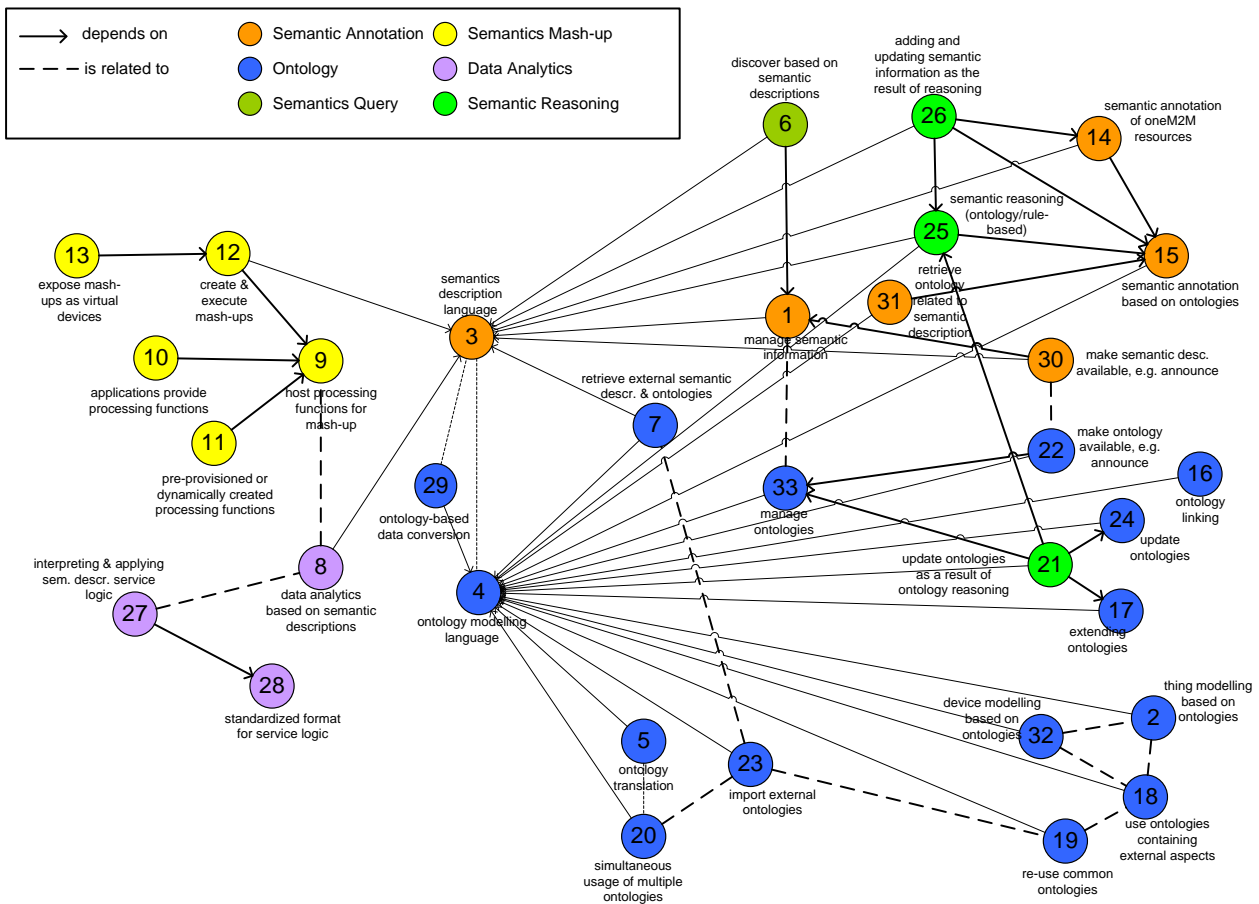 depends on
is related to
Semantic Annotation
Ontology
Semantics Query
Semantics Mash-up
Data Analytics
Semantic Reasoning
discover based on
semantic
descriptions
6
adding and
updating semantic
information as the
result of reasoning
26
semantic annotation
of oneM2M
resources
14
semantic reasoning
(ontology/rule-
based)
25
15
semantic annotation
based on ontologies
13
expose mash-
ups as virtual
devices
12
create &
execute
mash-ups
semantics
description
language
3
retrieve
ontology
related to
semantic
description
31
1
manage semantic
information
10
applications provide
processing functions
9
host processing
functions for
mash-up
30
make semantic desc.
available, e.g. announce
retrieve external semantic
descr. & ontologies
7
11
pre-provisioned or
dynamically created
processing functions
22
make ontology
available, e.g.
announce
29
ontology-based
data conversion
33
manage
ontologies
16
ontology
linking
24
update
ontologies
interpreting & applying
sem. descr. service
logic
27
8
data analytics
based on semantic
descriptions
4
ontology modelling
language
update ontologies
as a result of
ontology reasoning
21
17
extending
ontologies
28
standardized format
for service logic
device modelling
based on
ontologies
32
thing modelling
based on
ontologies
2
5
ontology
translation
23
import external
ontologies
18
use ontologies
containing
external aspects
20
simultaneous
usage of multiple
ontologies
19
re-use common
ontologies